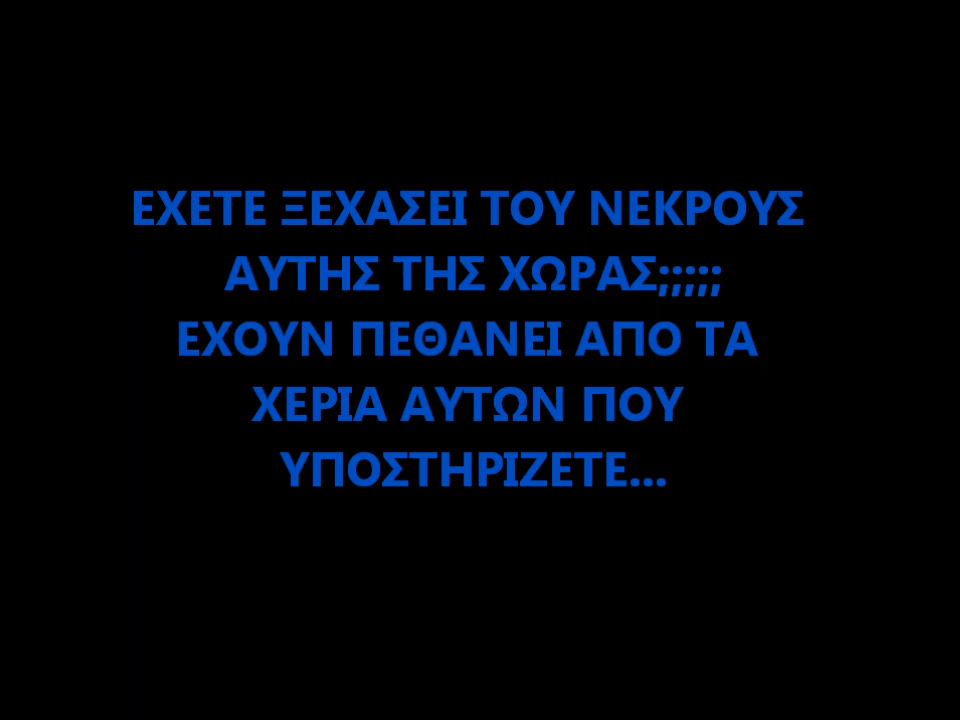 ΕΧΕΤΕ ΞΕΧΑΣΕΙ ΤΟΥ ΝΕΚΡΟΥΣ
ΑΥΤΗΣ ΤΗΣ ΧΩΡΑΣ;;;;;
ΕΧΟΥΝ ΠΕΘΑΝΕΙ ΑΠΟ ΤΑ
ΧΕΡΙΑ ΑΥΤΩΝ ΠΟΥ
ΥΠΟΣΤΗΡΙΖΕΤΕ...